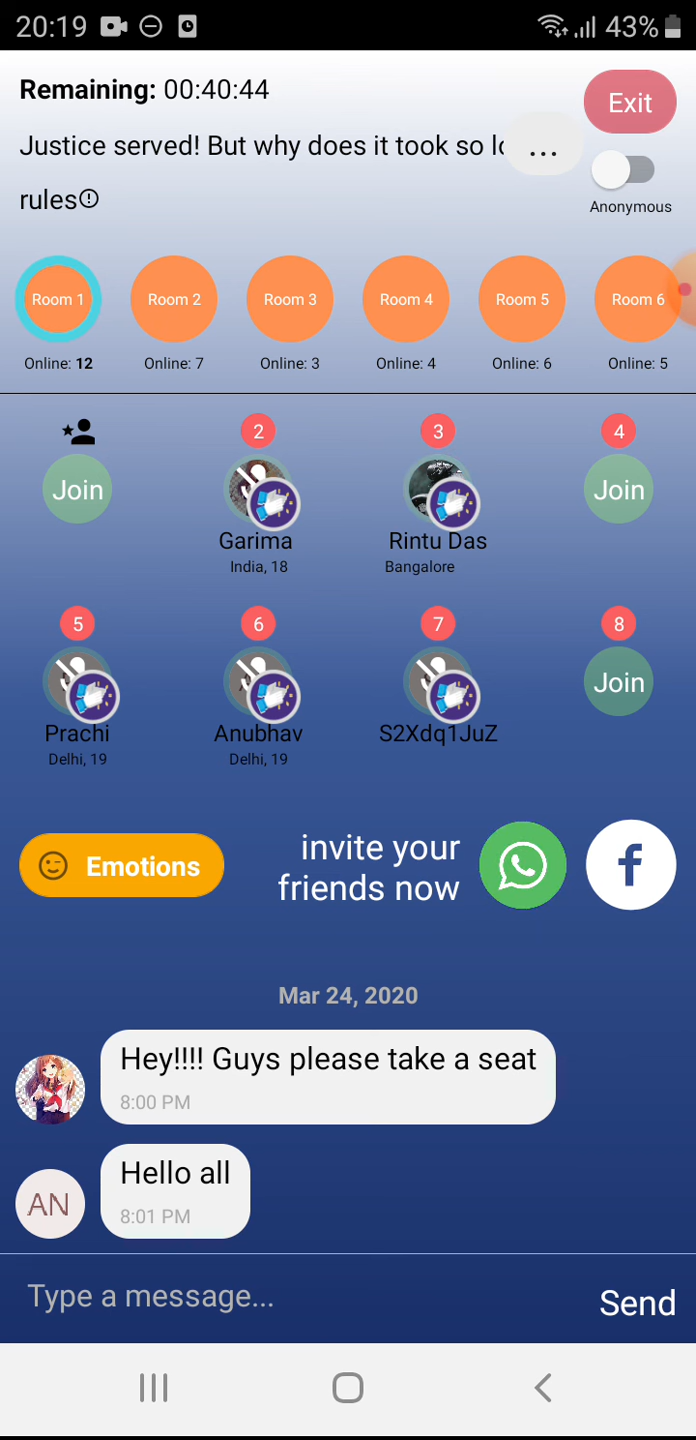 20:19 43%
Remaining: 00:40:44
Exit
Justice served! But why does it took so
...
rules
Anonymous
Room 1 Room 2 Room 3 Room 4 Room 5 Room 6
Online: 12 Online: 7 Online: 3 Online: 4 Online: 6 Online: 5
2 3 4
Join Join
Garima Rintu Das
India, 18 Bangalore
5 6 7 8
Join
Prachi Anubhav S2Xdq1JuZ
Delhi, 19 Delhi, 19
Emotions
invite your
friends now
f
Mar 24, 2020
Hey!!!! Guys please take a seat
8:00 PM
Hello all
AN
8:01 PM
Type a message...
Send